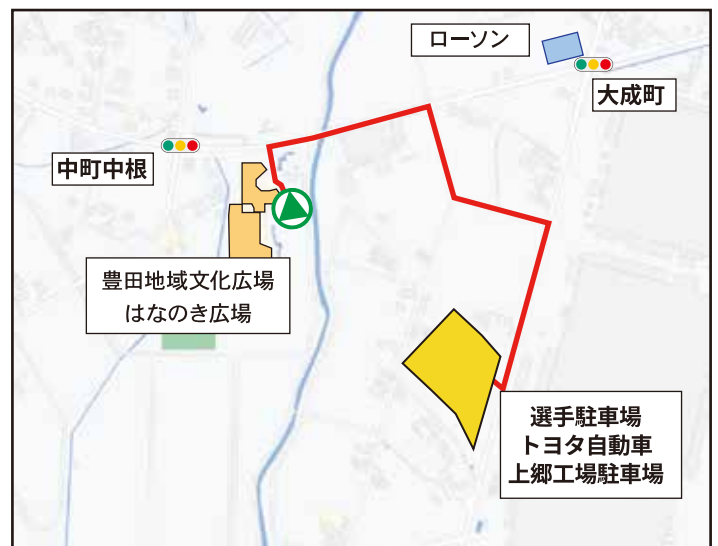 ローソン
大成町
中町中根
豊田地域文化広場
はなのき広場
選手駐車場
トヨタ自動車
上郷工場駐車場